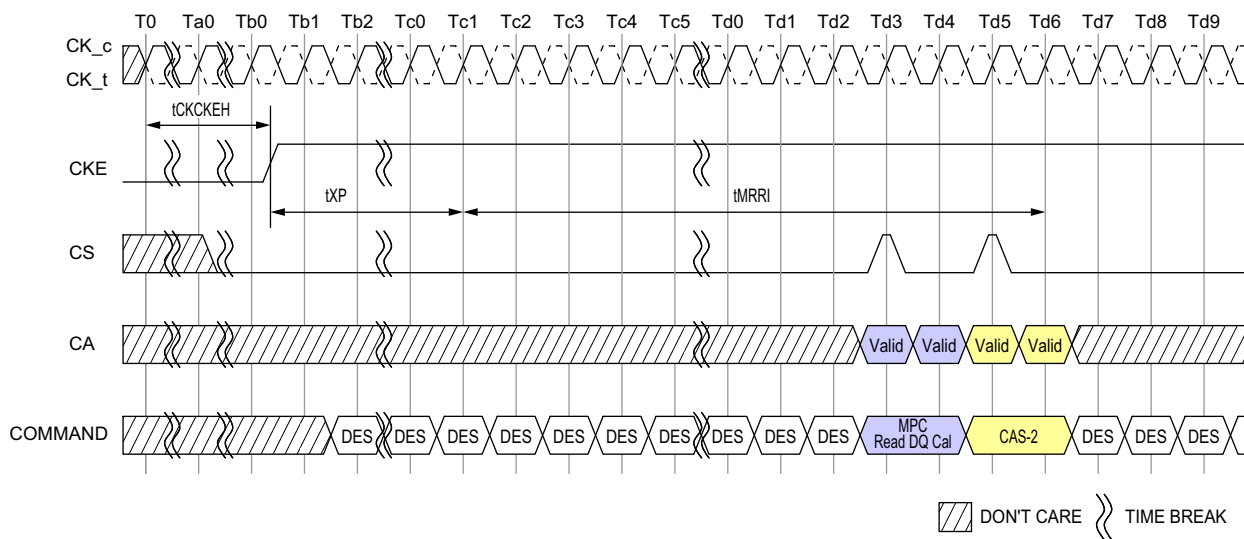 T0 Ta0 Tb0 Tb1 Tb2 Tc0 Tc1 Tc2 Tc3 Tc4 Tc5 Td0 Td1 Td2 Td3 Td4 Td5 Td6 Td7 Td8 Td9
CK_c
CK_t
tCKCKEH
CKE
tXP tMRRI
CS
CA Valid Valid Valid Valid
COMMAND DES DES DES DES DES DES DES DES DES DES MPC Read DQ Cal CAS-2 DES DES DES
DON'T CARE TIME BREAK